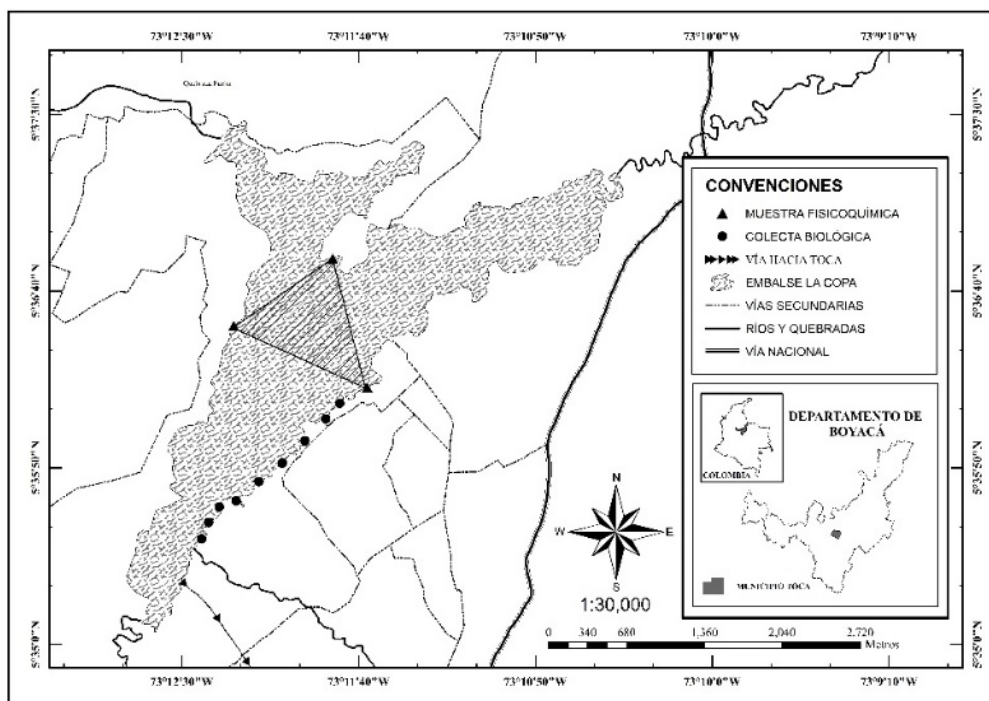 73°12'30"W 73°11'40"W 73°10'50"W 73°10'0"W 73°9'10"W
5°37'30"N 5°37'30"N
CONVENCIONES
MUESTRA FISICOQUÍMICA
COLECTA BIOLÓGICA
VÍA HACIA TOCA
EMBALSE LA COPA
VÍAS SECUNDARIAS
RÍOS Y QUEBRADAS
VÍA NACIONAL
5°36'40"N 5°36'40"N
DEPARTAMENTO DE
BOYACÁ
COLOMBIA
5°35'50"N 5°35'50"N
N
W E
S
MUNICIPIO TOCA
1:30,000
0 340 680 1,360 2,040 2,720
Metros
5°35'0"N 5°35'0"N
73°12'30"W 73°11'40"W 73°10'50"W 73°10'0"W 73°9'10"W